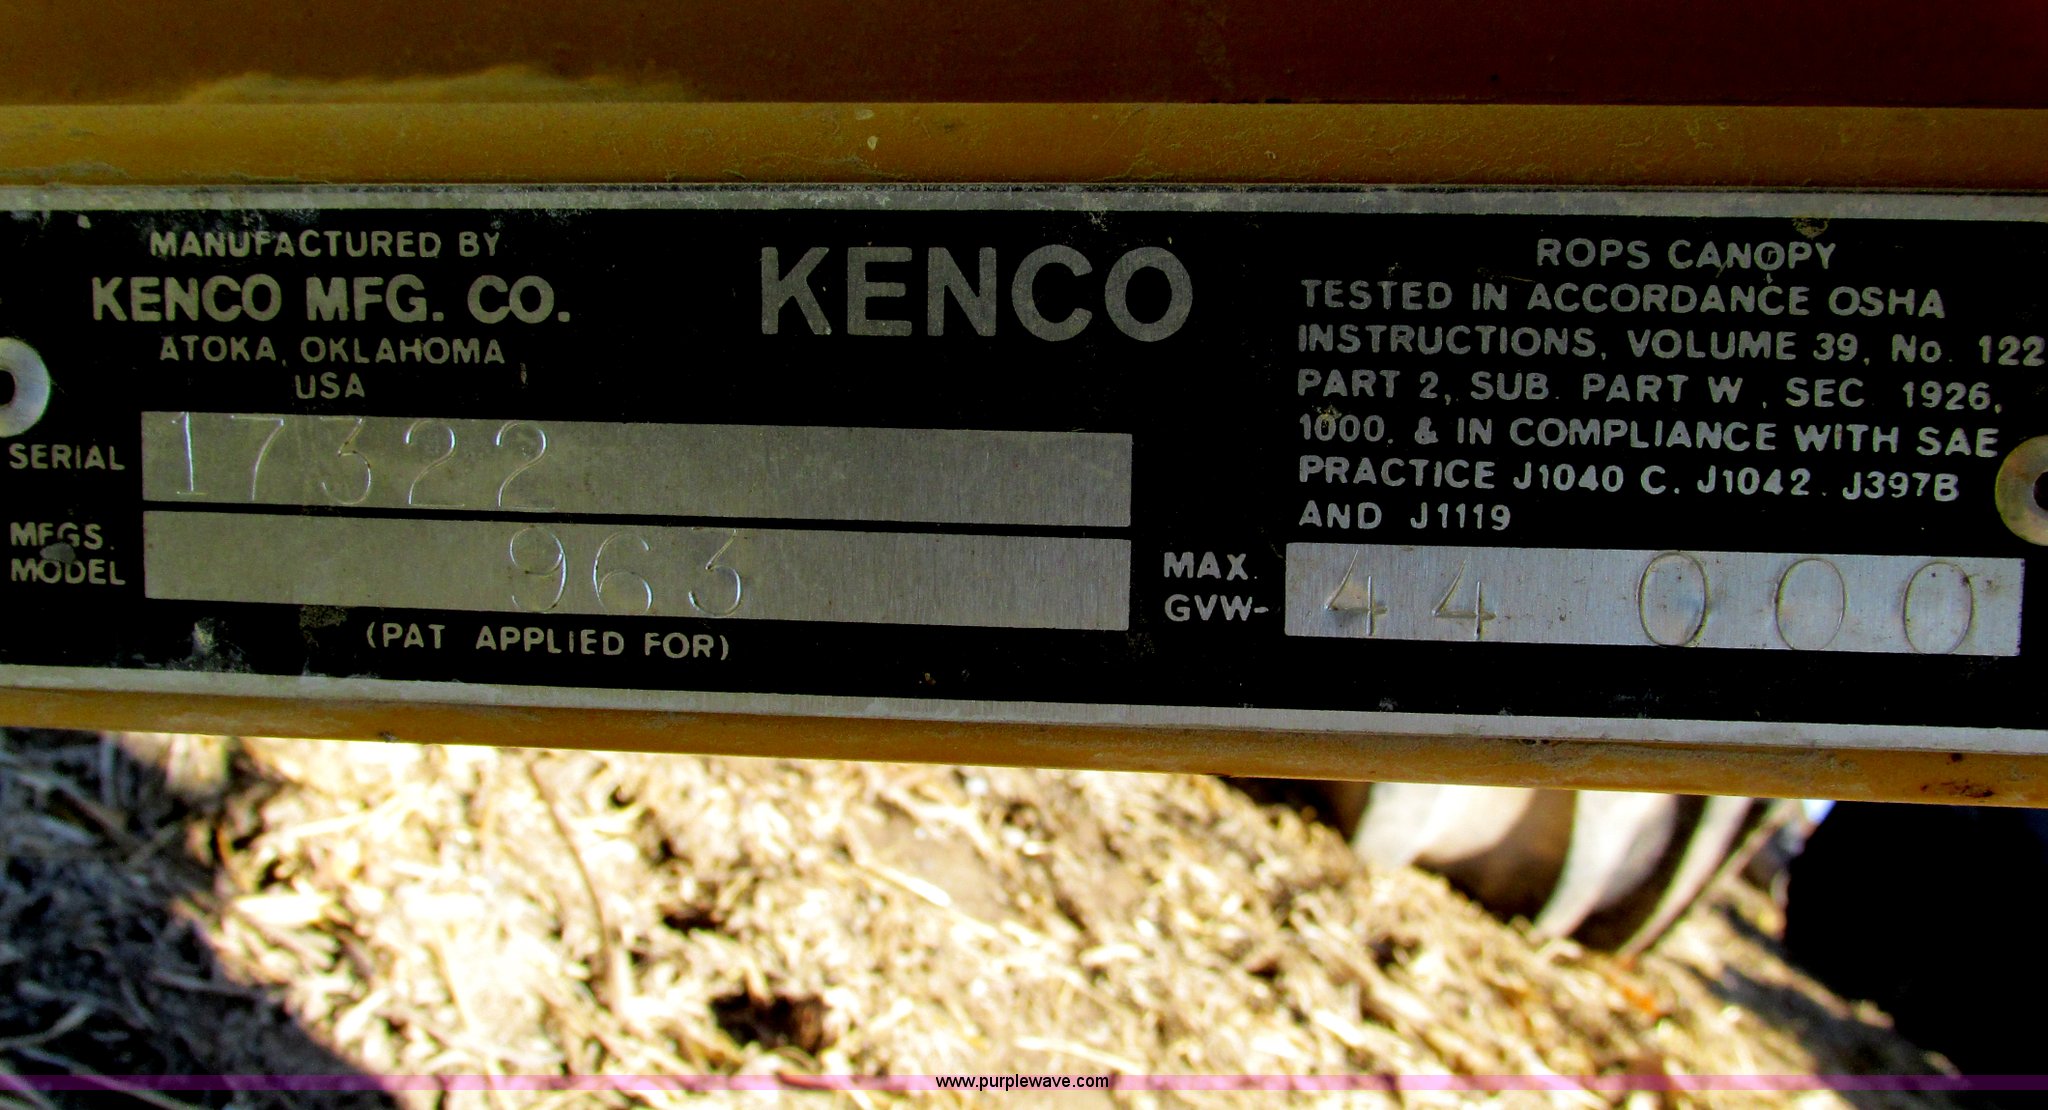 MANUFACTURED BY
KENCO MFG. CO.
ATOKA, OKLAHOMA
USA
SERIAL 17322
MFGS.
MODEL 963
(PAT APPLIED FOR)
KENCO
ROPS CANOPY
TESTED IN ACCORDANCE OSHA
INSTRUCTIONS, VOLUME 39, No. 122
PART 2, SUB. PART W, SEC 1926,
1000, & IN COMPLIANCE WITH SAE
PRACTICE J1040 C, J1042, J397B
AND J1119
MAX.
GVW- 44 000
www.purplewave.com